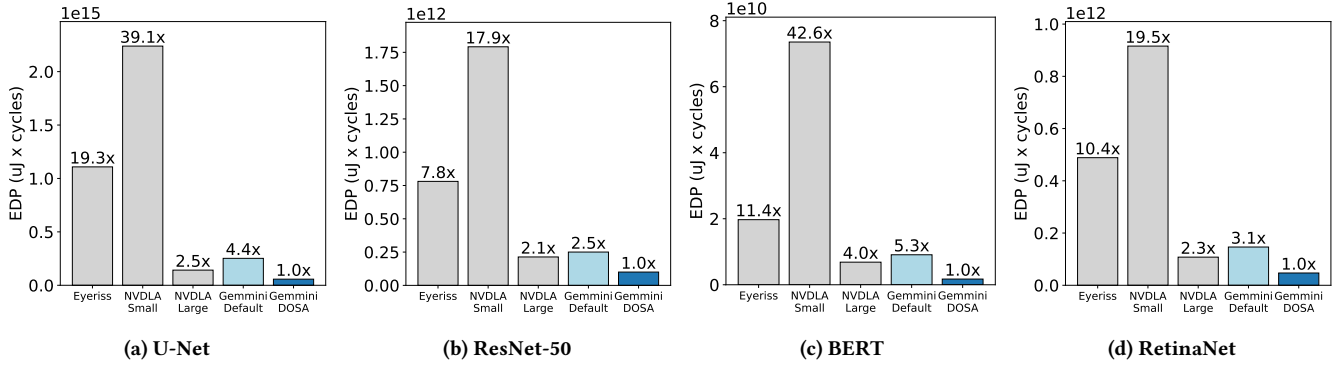 1e15
EDP (uJ x cycles)
2.0
1.5
1.0
0.5
0.0
19.3x
39.1x
2.5x
4.4x
1.0x
Eyeriss
NVDLA
Small
NVDLA
Large
Gemmini
Default
Gemmini
DOSA
(a) U-Net
1e12
EDP (uJ x cycles)
1.75
1.50
1.25
1.00
0.75
0.50
0.25
0.00
7.8x
17.9x
2.1x
2.5x
1.0x
Eyeriss
NVDLA
Small
NVDLA
Large
Gemmini
Default
Gemmini
DOSA
(b) ResNet-50
1e10
EDP (uJ x cycles)
8
6
4
2
0
11.4x
42.6x
4.0x
5.3x
1.0x
Eyeriss
NVDLA
Small
NVDLA
Large
Gemmini
Default
Gemmini
DOSA
(c) BERT
1e12
EDP (uJ x cycles)
1.0
0.8
0.6
0.4
0.2
0.0
10.4x
19.5x
2.3x
3.1x
1.0x
Eyeriss
NVDLA
Small
NVDLA
Large
Gemmini
Default
Gemmini
DOSA
(d) RetinaNet